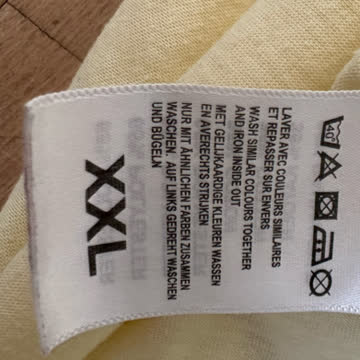 40
LAVER AVEC COULEURS SIMILAIRES
ET REPASSER SUR ENVERS
WASH SIMILAR COLOURS TOGETHER
AND IRON INSIDE OUT
MET GELIJKAARDIGE KLEUREN WASSEN
EN AVERECHTS STRIJKEN
NUR MIT ÄHNLICHEN FARBEN ZUSAMMEN
WASCHEN, AUF LINKS GEDREHT WASCHEN
UND BÜGELN
XXL